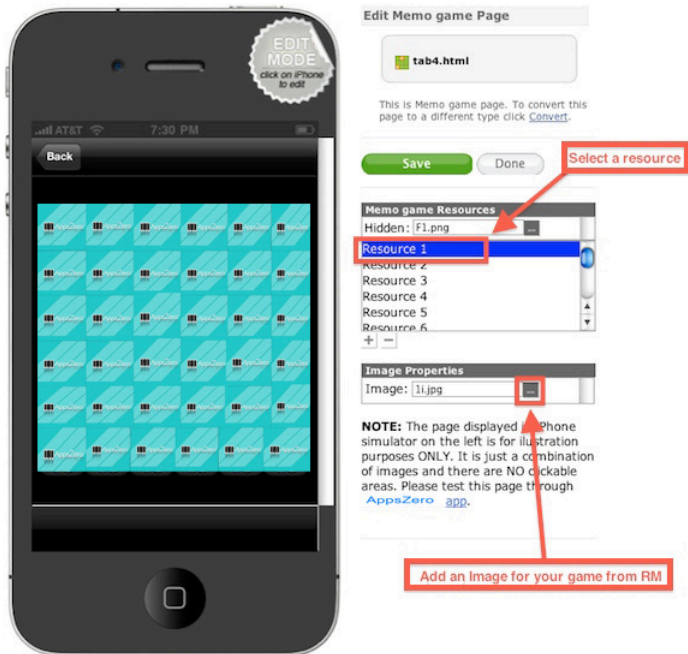 EDIT
MODE
click on iPhone
to edit
AT&T
7:30 PM
Back
AppsZero
Edit Memo game Page
tab4.html
This is Memo game page. To convert this
page to a different type click Convert.
Save
Done
Select a resource
Memo game Resources
Hidden: F1.png ...
Resource 1
Resource 2
Resource 3
Resource 4
Resource 5
Resource 6
+ −
Image Properties
Image: 1i.jpg ...
NOTE: The page displayed in iPhone
simulator on the left is for ilustration
purposes ONLY. It is just a combination
of images and there are NO clickable
areas. Please test this page through
AppsZero app.
Add an Image for your game from RM